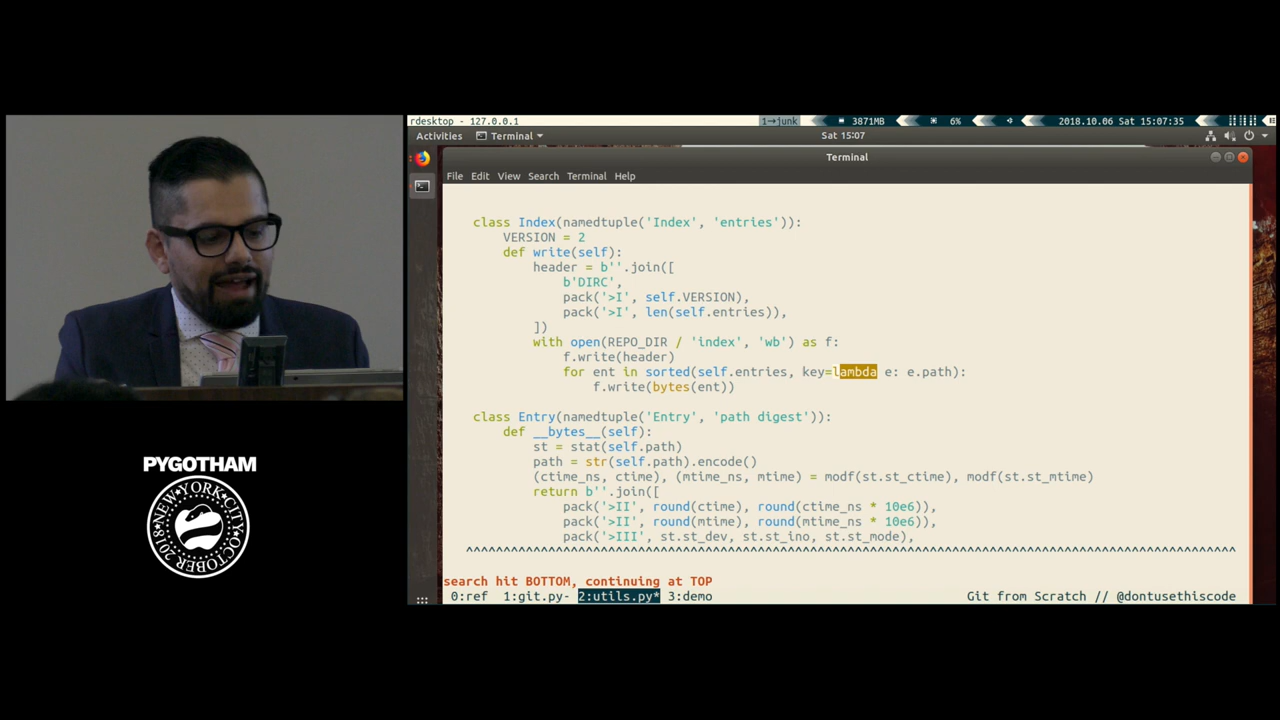 rdesktop - 127.0.0.1
1→junk
3871MB
6%
2018.10.06 Sat 15:07:35
Activities
Terminal
Sat 15:07
Terminal
File Edit View Search Terminal Help
class Index(namedtuple('Index', 'entries')):
VERSION = 2
def write(self):
header = b''.join([
b'DIRC',
pack('>I', self.VERSION),
pack('>I', len(self.entries)),
])
with open(REPO_DIR / 'index', 'wb') as f:
f.write(header)
for ent in sorted(self.entries, key=lambda e: e.path):
f.write(bytes(ent))
class Entry(namedtuple('Entry', 'path digest')):
def __bytes__(self):
st = stat(self.path)
path = str(self.path).encode()
(ctime_ns, ctime), (mtime_ns, mtime) = modf(st.st_ctime), modf(st.st_mtime)
return b''.join([
pack('>II', round(ctime), round(ctime_ns * 10e6)),
pack('>II', round(mtime), round(mtime_ns * 10e6)),
pack('>III', st.st_dev, st.st_ino, st.st_mode),
search hit BOTTOM, continuing at TOP
0:ref 1:git.py- 2:utils.py* 3:demo
Git from Scratch // @dontusethiscode
PYGOTHAM
NEW·YORK·CITY
OCTOBER
2018